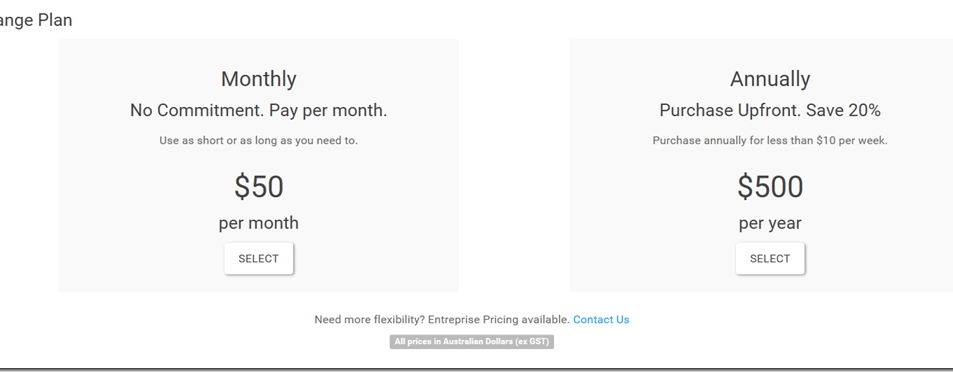 ange Plan
Monthly
No Commitment. Pay per month.
Use as short or as long as you need to.
$50
per month
SELECT
Annually
Purchase Upfront. Save 20%
Purchase annually for less than $10 per week.
$500
per year
SELECT
Need more flexibility? Entreprise Pricing available. Contact Us
All prices in Australian Dollars (ex GST)